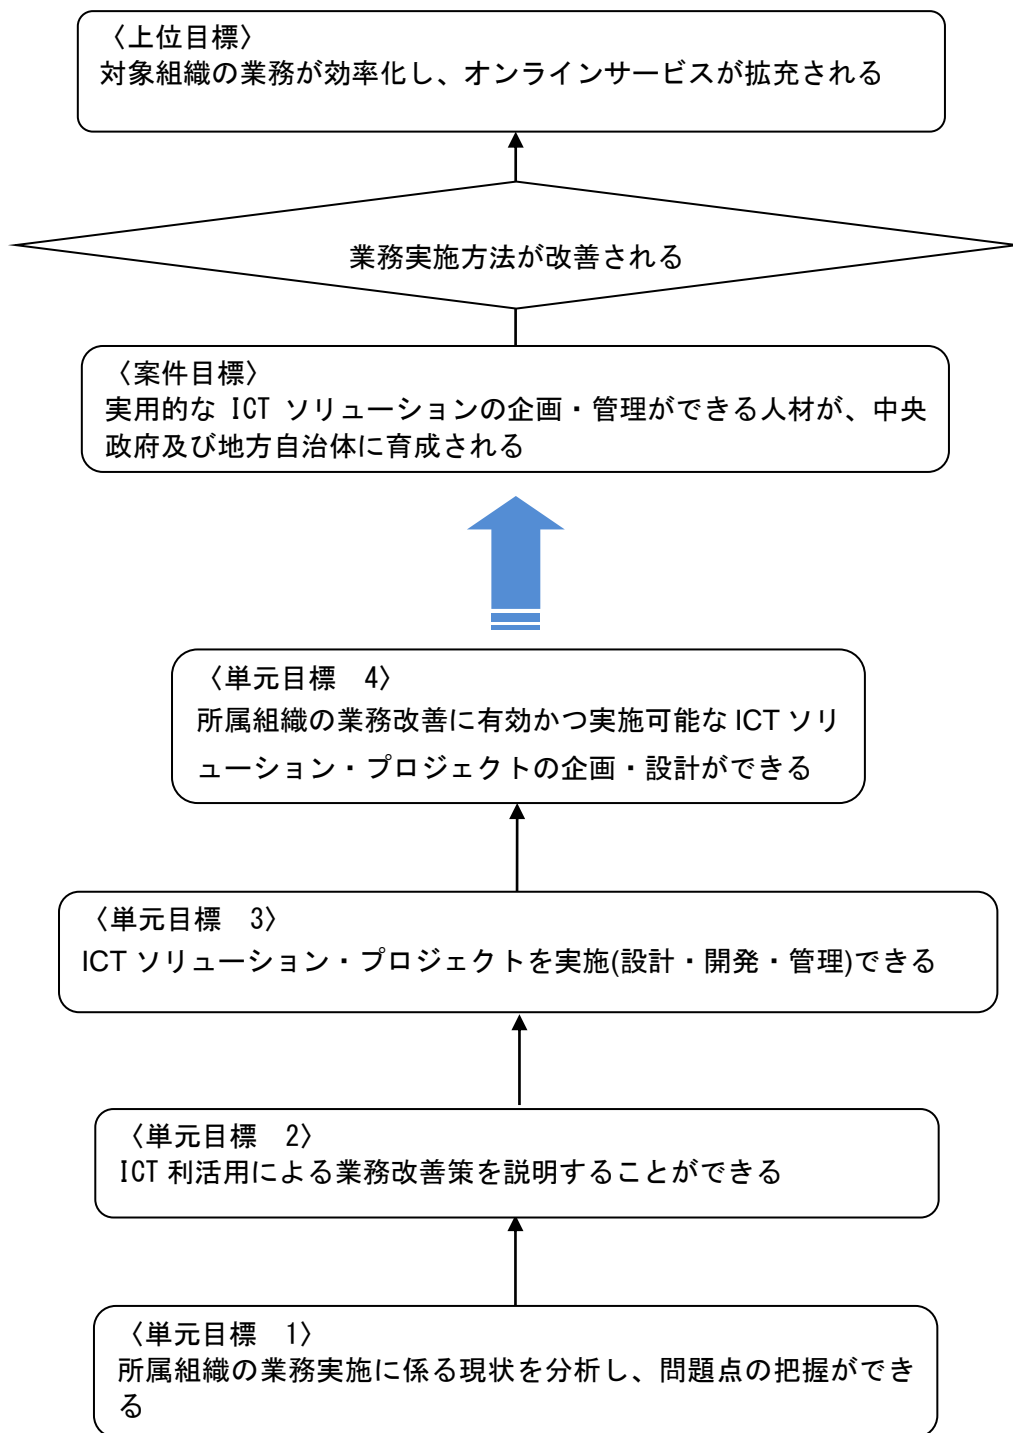 〈上位目標〉
対象組織の業務が効率化し、オンラインサービスが拡充される
業務実施方法が改善される
〈案件目標〉
実用的な ICT ソリューションの企画・管理ができる人材が、中央
政府及び地方自治体に育成される
〈単元目標　4〉
所属組織の業務改善に有効かつ実施可能な ICT ソリ
ューション・プロジェクトの企画・設計ができる
〈単元目標　3〉
ICT ソリューション・プロジェクトを実施(設計・開発・管理)できる
〈単元目標　2〉
ICT 利活用による業務改善策を説明することができる
〈単元目標　1〉
所属組織の業務実施に係る現状を分析し、問題点の把握ができ
る